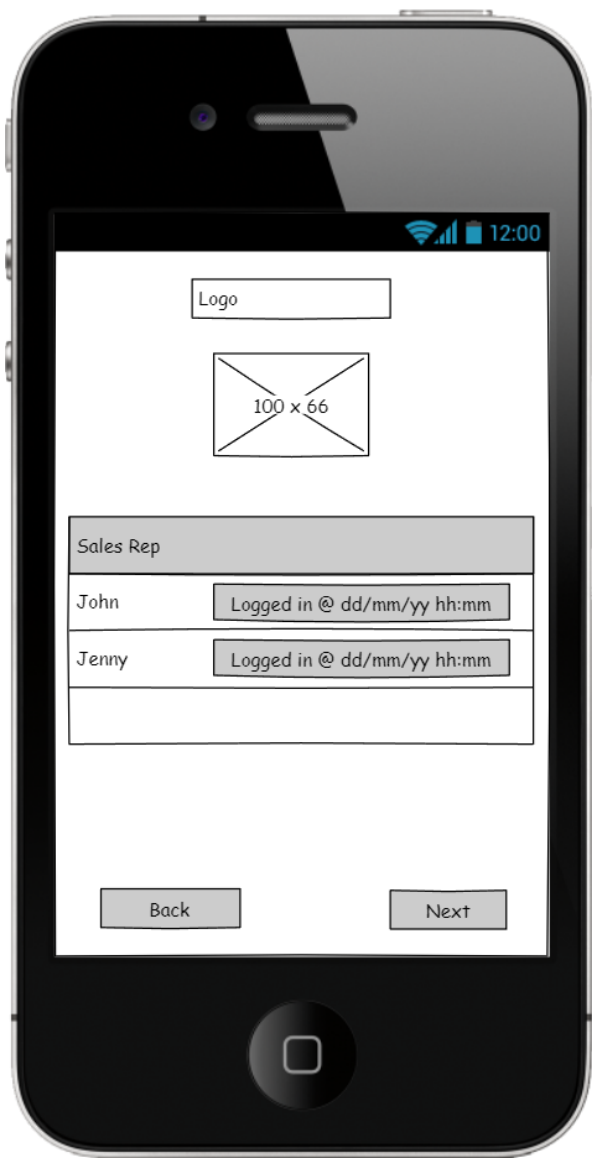 12:00
Logo
100 x 66
Sales Rep
John Logged in @ dd/mm/yy hh:mm
Jenny Logged in @ dd/mm/yy hh:mm
Back Next